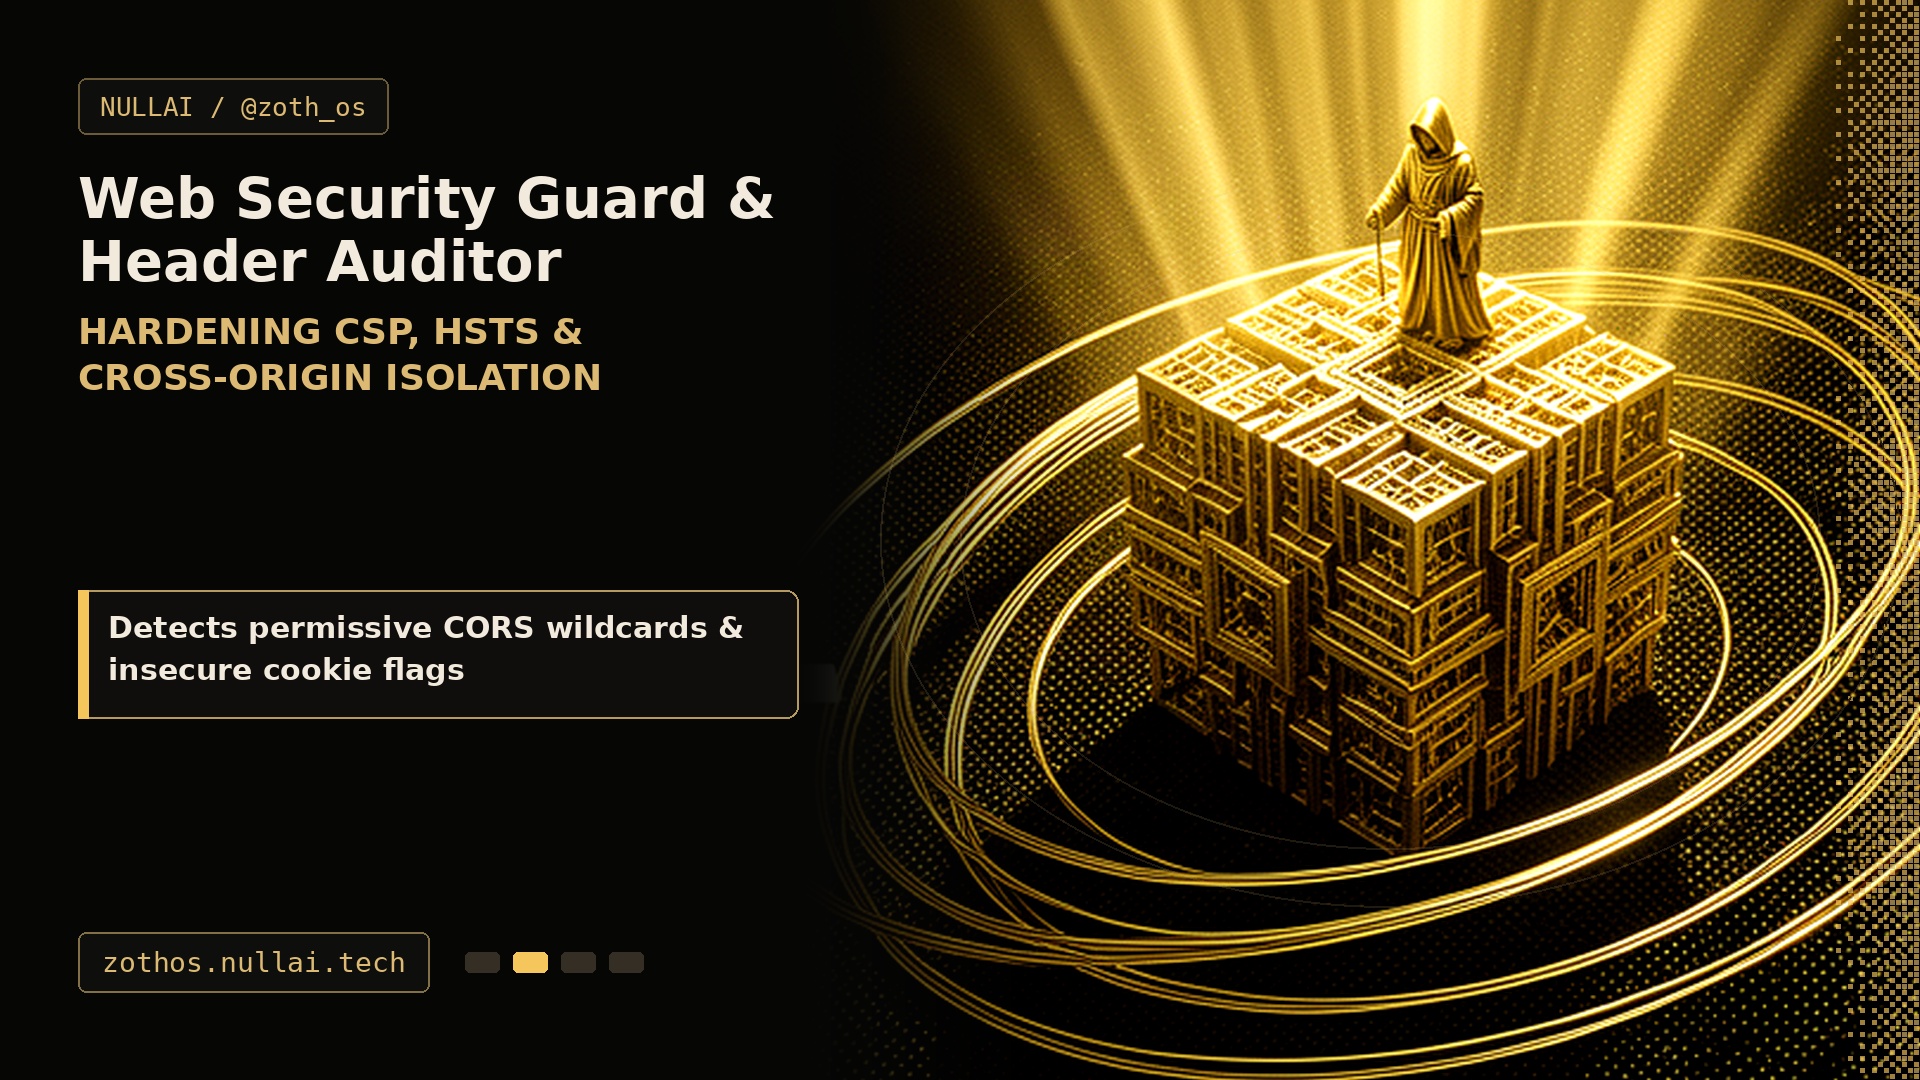 NULLAI / @zoth_os
Web Security Guard &
Header Auditor
HARDENING CSP, HSTS &
CROSS-ORIGIN ISOLATION
Detects permissive CORS wildcards &
insecure cookie flags
zothos.nullai.tech